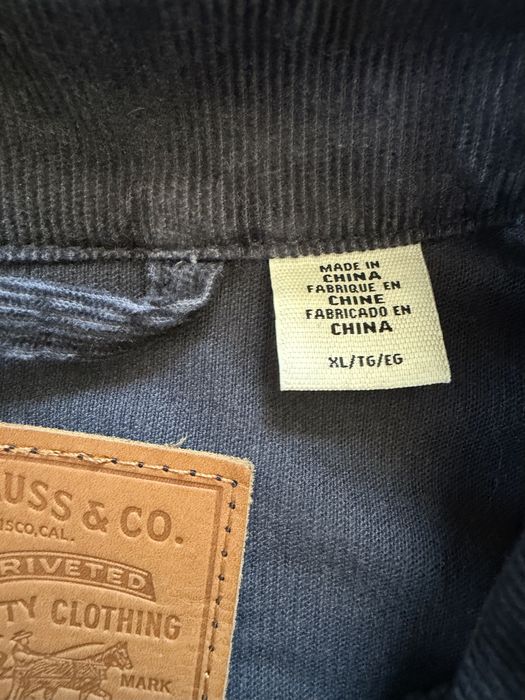 MADE IN
CHINA
FABRIQUE EN
CHINE
FABRICADO EN
CHINA
XL/TG/EG
USS & CO.
ISCO, CAL.
RIVETED
TY CLOTHING
MARK